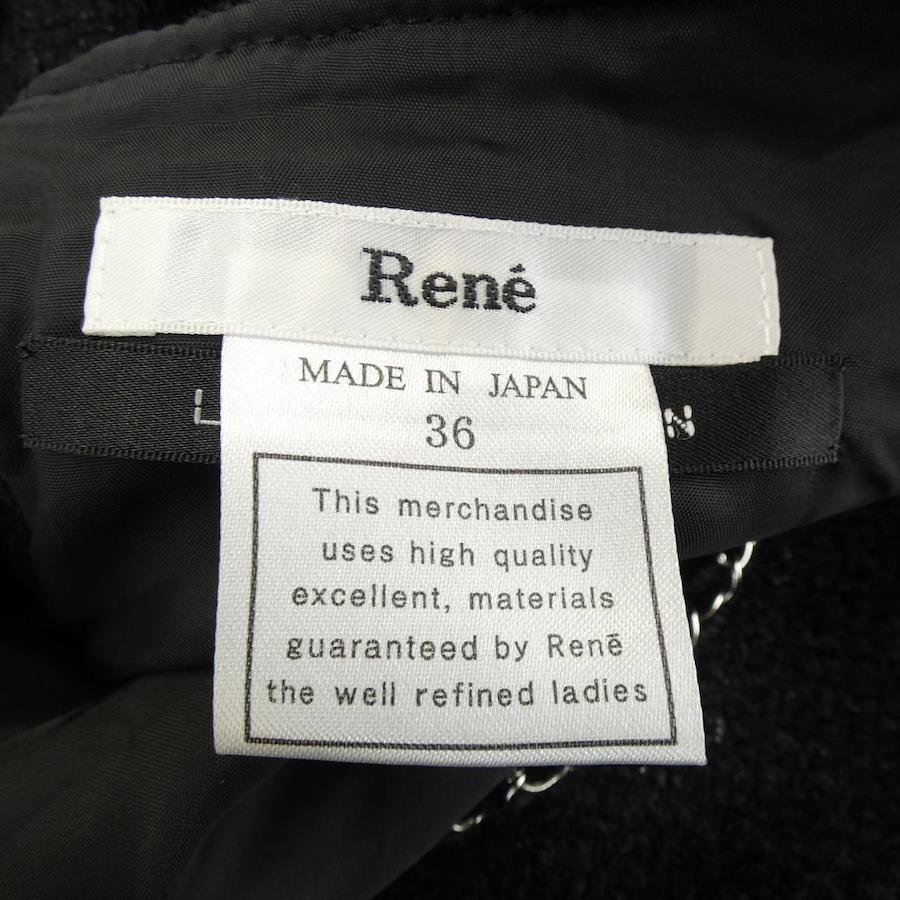 René
MADE IN JAPAN
36
This merchandise
uses high quality
excellent, materials
guaranteed by René
the well refined ladies